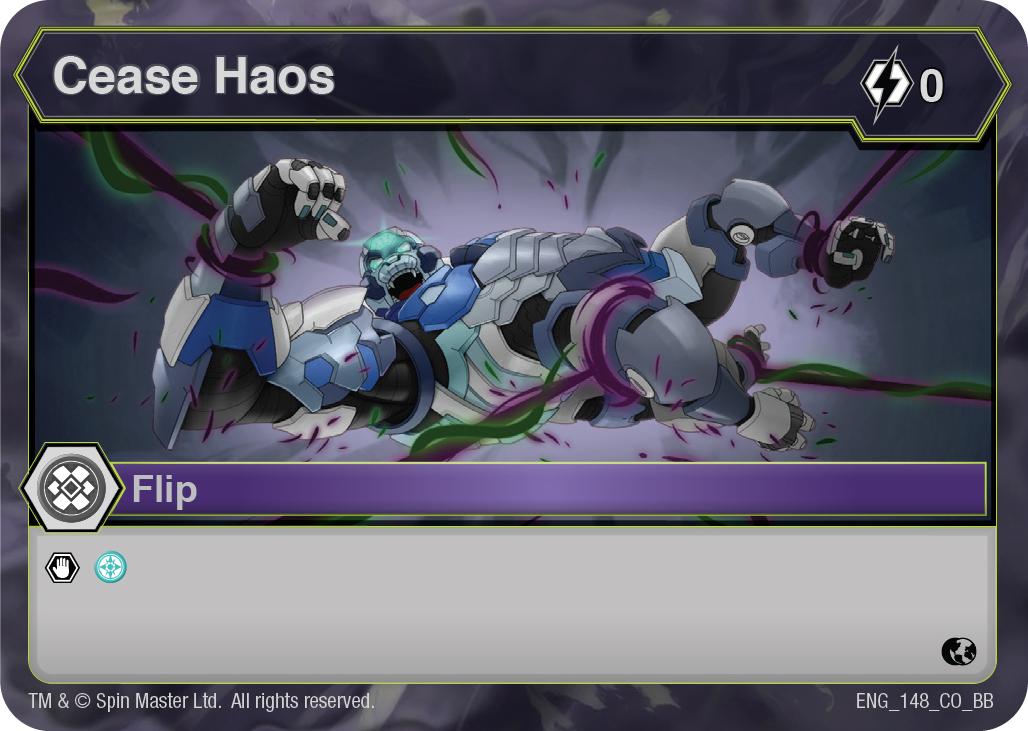 Cease Haos
0
Flip
TM & © Spin Master Ltd. All rights reserved.
ENG_148_CO_BB